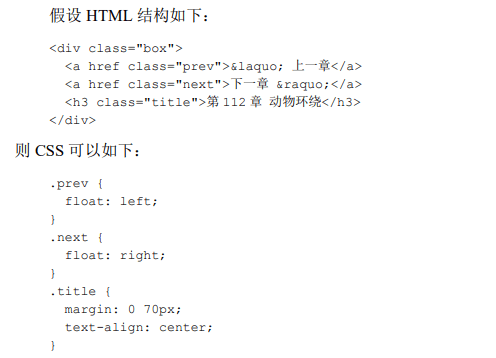 假设 HTML 结构如下：
<div class="box">
  <a href class="prev">&laquo; 上一章</a>
  <a href class="next">下一章 &raquo;</a>
  <h3 class="title">第 112 章 动物环绕</h3>
</div>
则 CSS 可以如下：
.prev {
  float: left;
}
.next {
  float: right;
}
.title {
  margin: 0 70px;
  text-align: center;
}